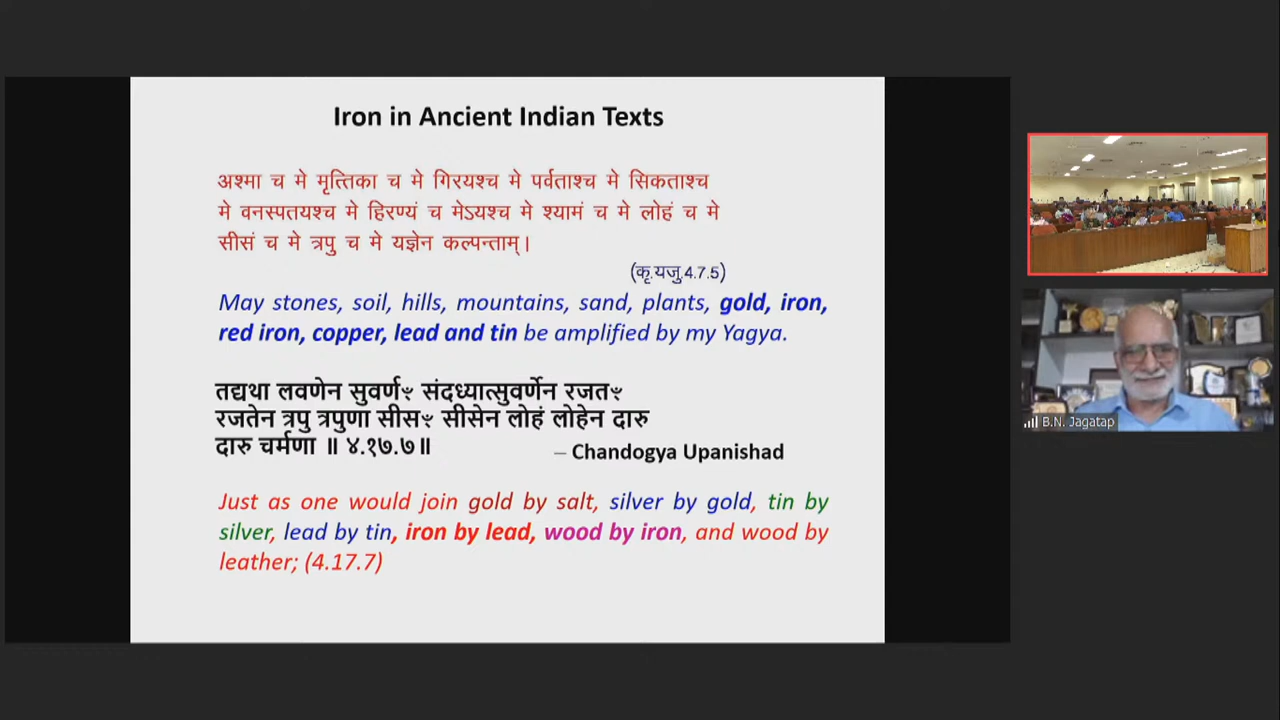 Iron in Ancient Indian Texts
अश्मा च मे मृत्तिका च मे गिरयश्च मे पर्वताश्च मे सिकताश्च
मे वनस्पतयश्च मे हिरण्यं च मेऽयश्च मे श्यामं च मे लोहं च मे
सीसं च मे त्रपु च मे यज्ञेन कल्पन्ताम्।
(कृ.यजु.4.7.5)
May stones, soil, hills, mountains, sand, plants, gold, iron,
red iron, copper, lead and tin be amplified by my Yagya.
तद्यथा लवणेन सुवर्णꣳ संदध्यात्सुवर्णेन रजतꣳ
रजतेन त्रपु त्रपुणा सीसꣳ सीसेन लोहं लोहेन दारु
दारु चर्मणा ॥ ४.१७.७॥
– Chandogya Upanishad
Just as one would join gold by salt, silver by gold, tin by
silver, lead by tin, iron by lead, wood by iron, and wood by
leather; (4.17.7)
B.N. Jagatap